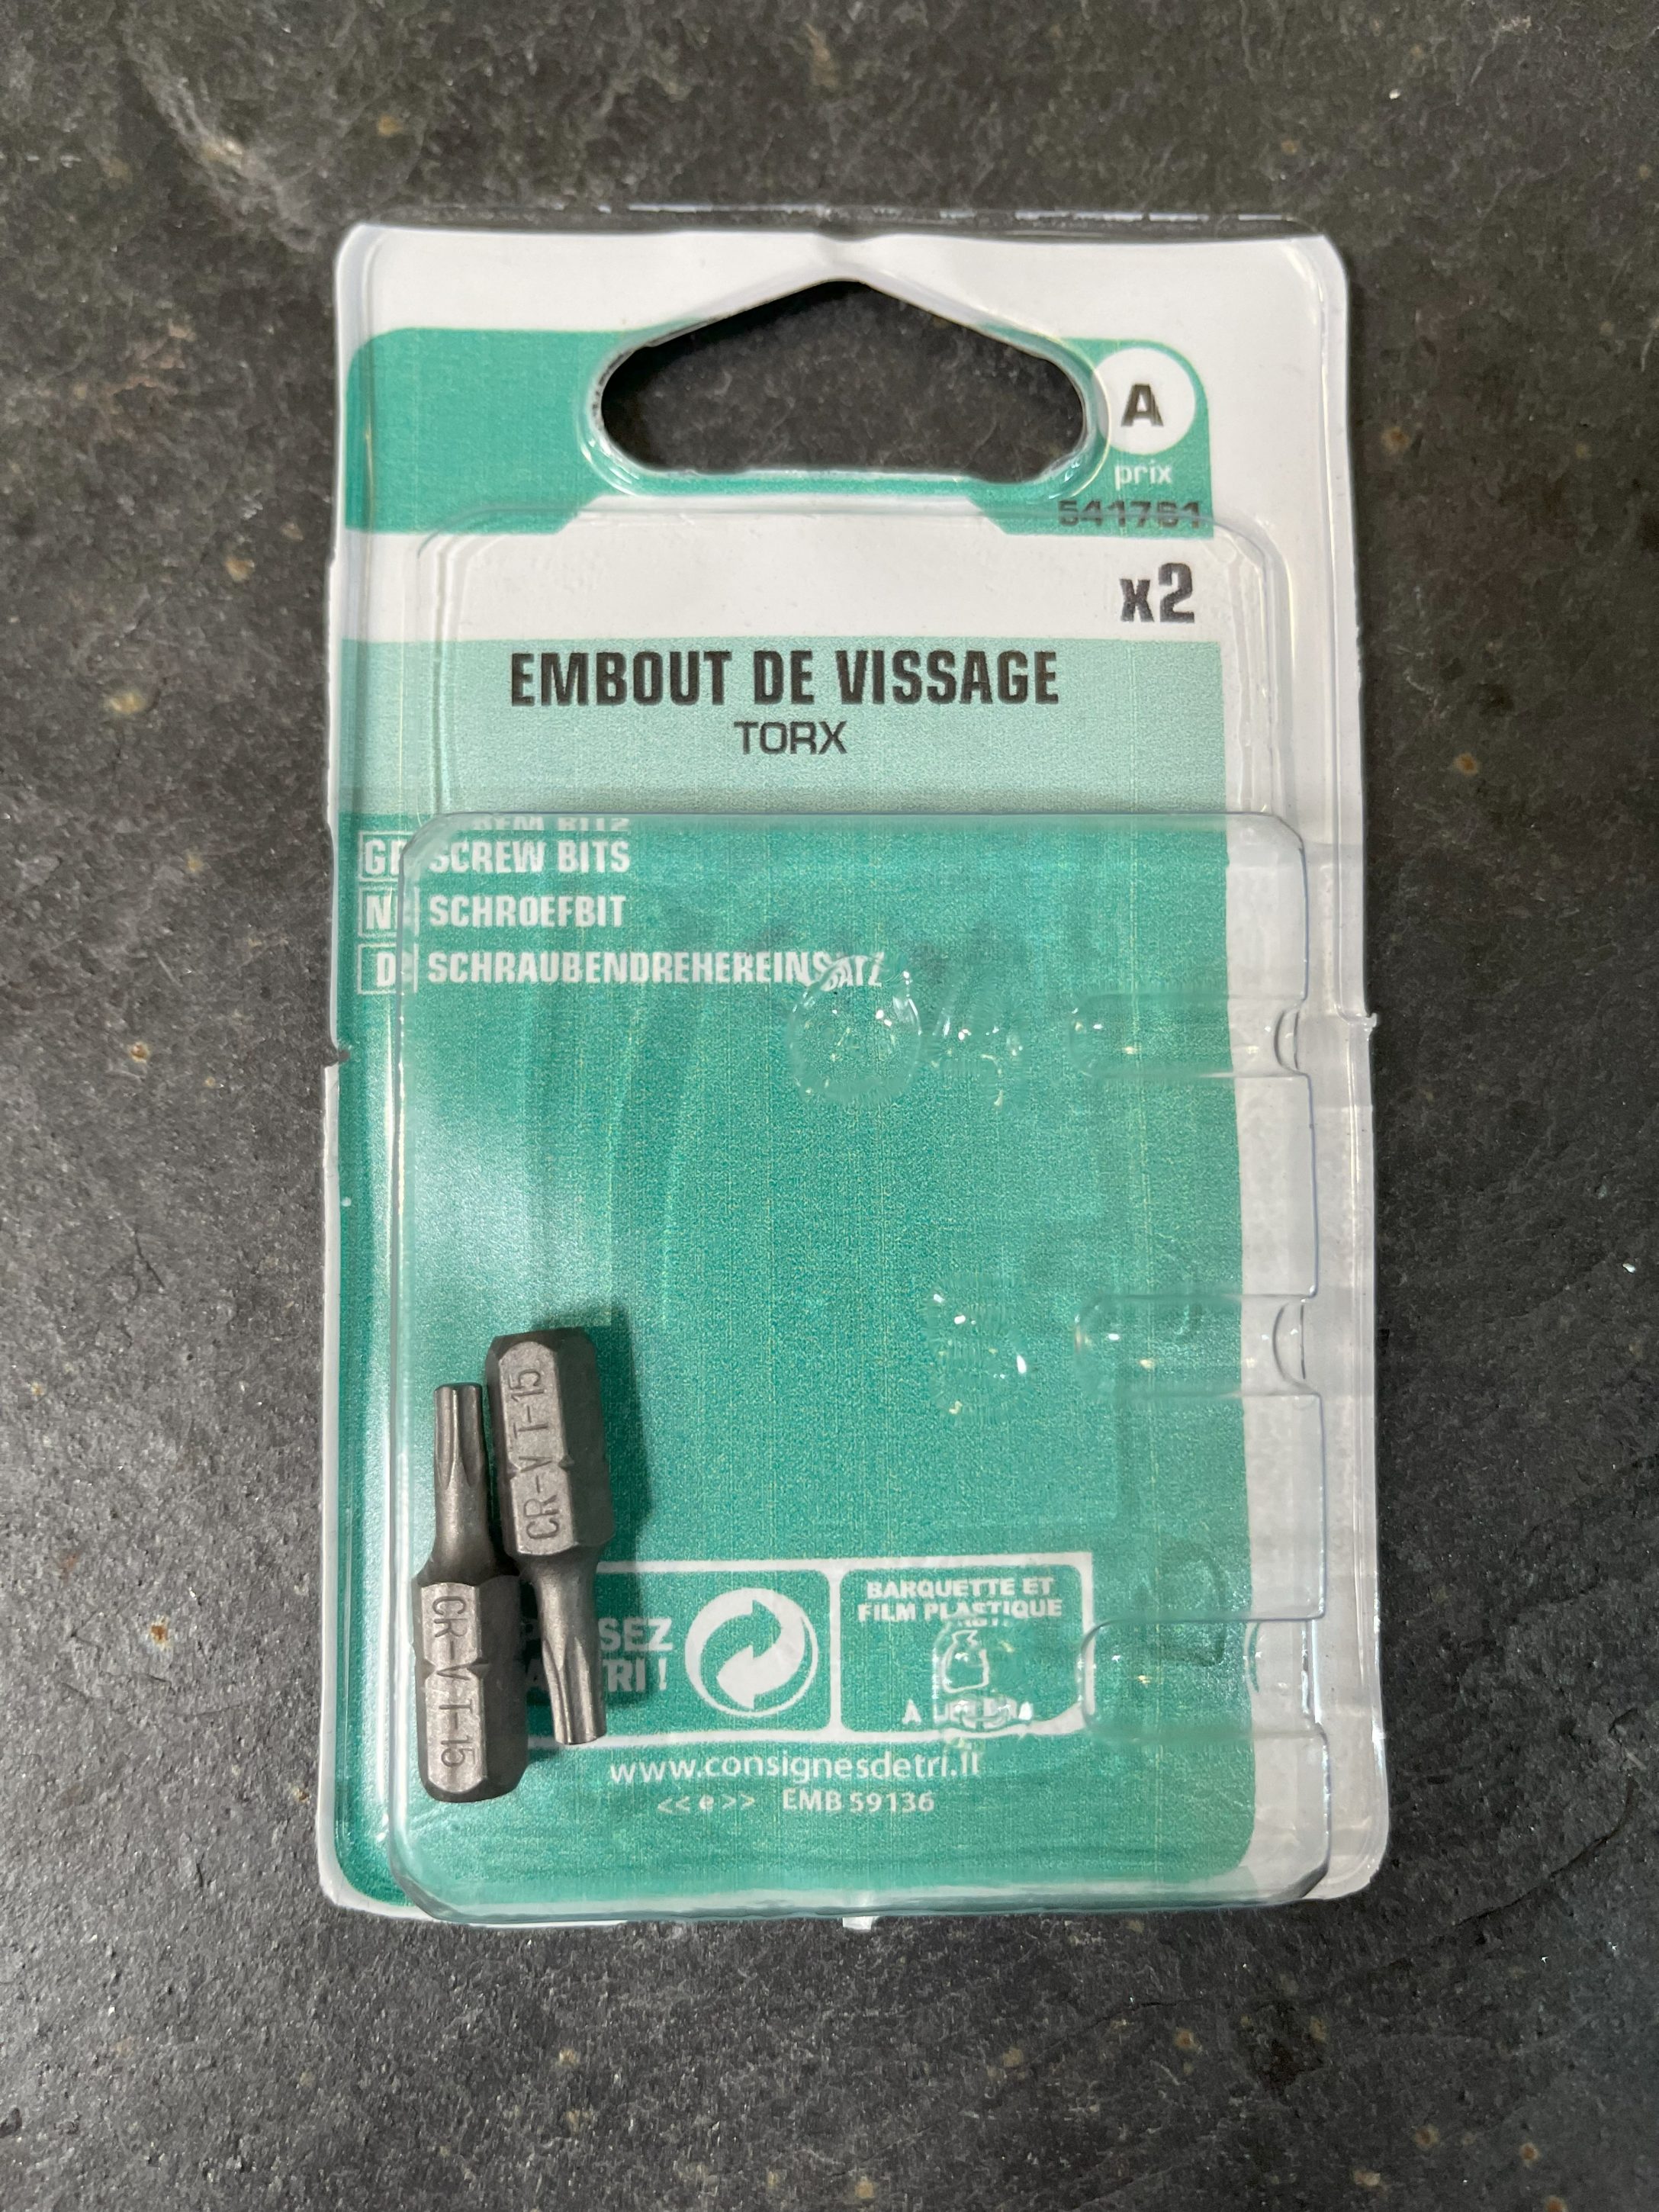 A
prix
541761
x2
EMBOUT DE VISSAGE
TORX
SCREW BITS
SCHROEFBIT
D SCHRAUBENDREHEREINSATZ
CR-V T-15
CR-V T-15
TRI !
BARQUETTE ET
FILM PLASTIQUE
www.consignesdetri.fr
<< e >> EMB 59136